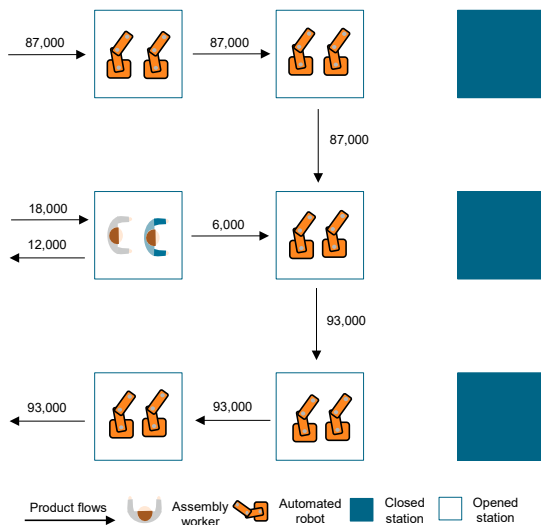 87,000
87,000
87,000
18,000
6,000
12,000
93,000
93,000
93,000
Product flows
Assembly
worker
Automated
robot
Closed
station
Opened
station